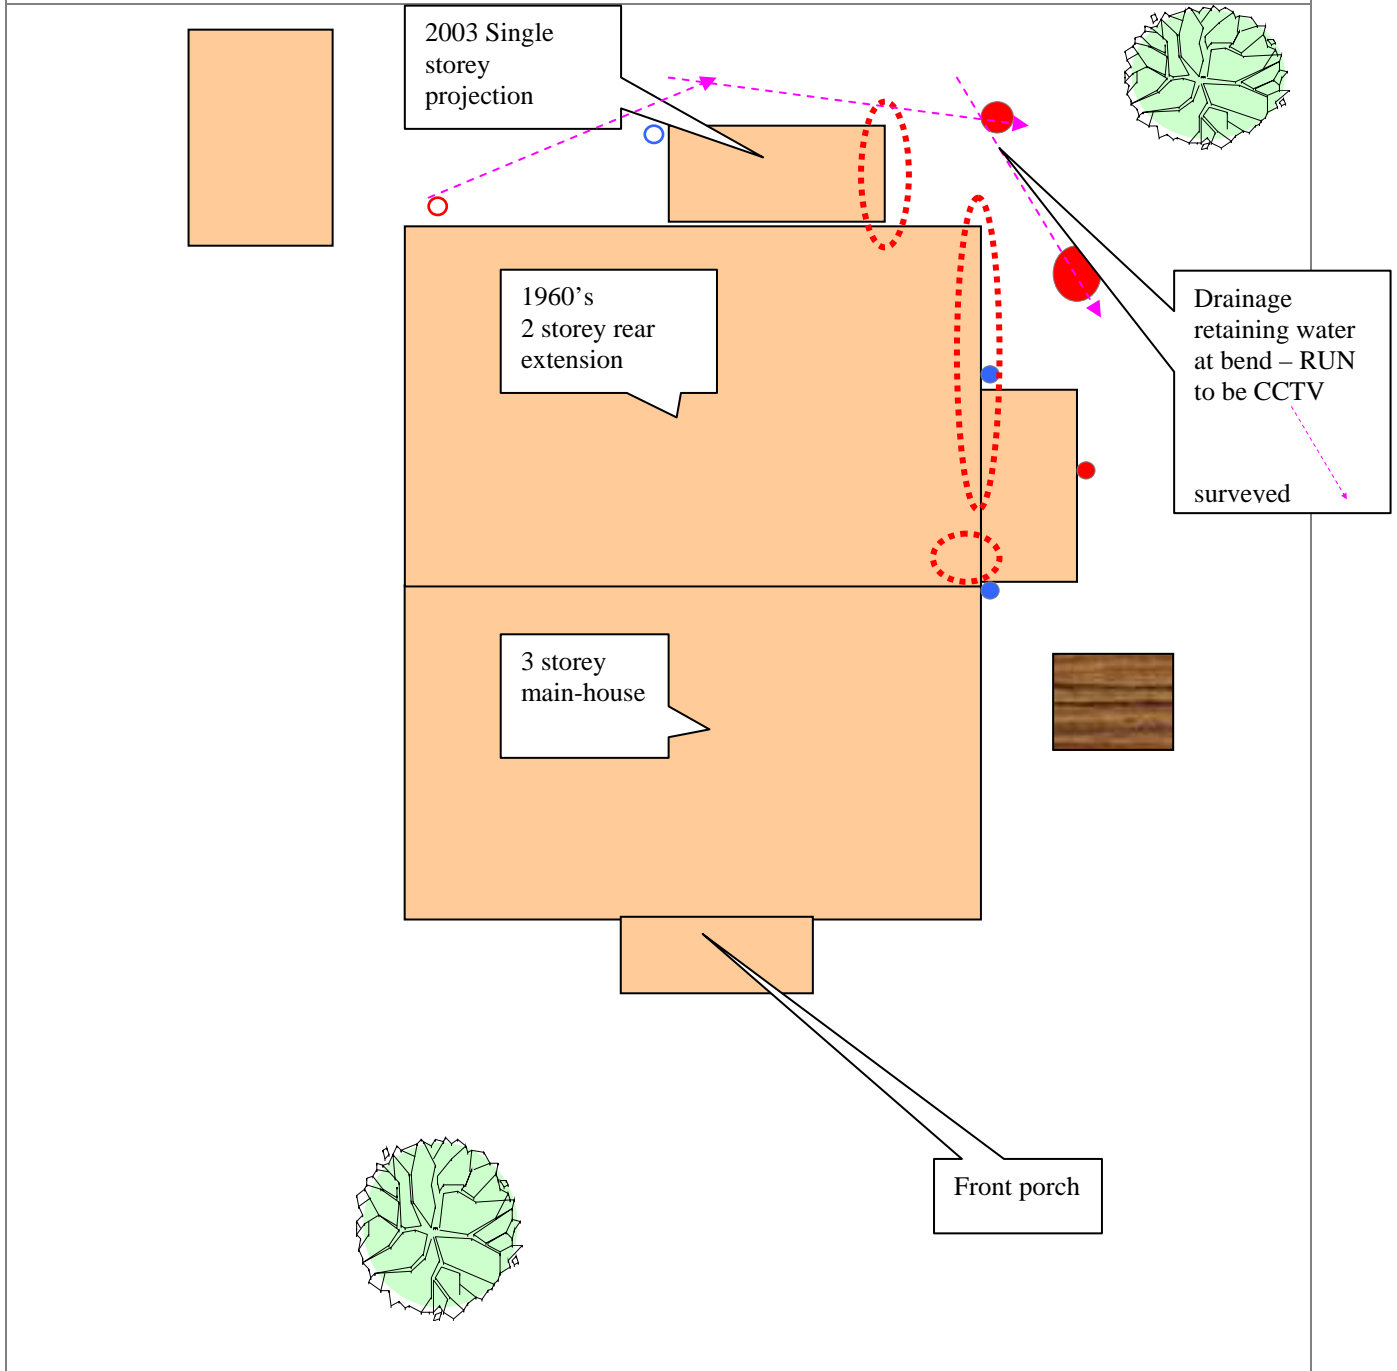 2003 Single
storey
projection
1960’s
2 storey rear
extension
Drainage
retaining water
at bend – RUN
to be CCTV
surveyed
3 storey
main-house
Front porch